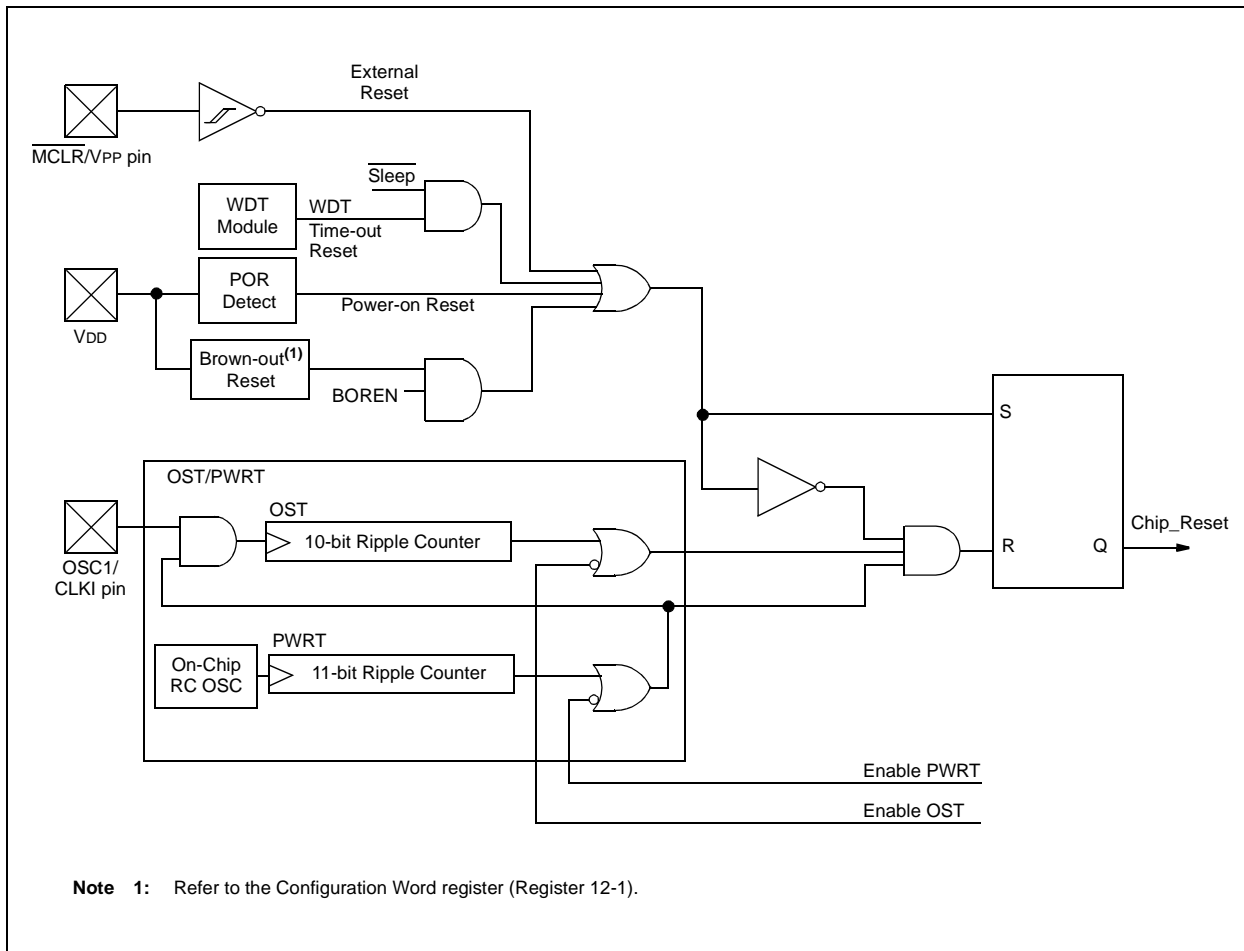 External
Reset
MCLR/VPP pin
Sleep
WDT
Module
WDT
Time-out
Reset
POR
Detect
Power-on Reset
VDD
Brown-out(1)
Reset
BOREN
S
OST/PWRT
OST
10-bit Ripple Counter
OSC1/
CLKI pin
Chip_Reset
R
Q
PWRT
On-Chip
RC OSC
11-bit Ripple Counter
Enable PWRT
Enable OST
Note 1: Refer to the Configuration Word register (Register 12-1).